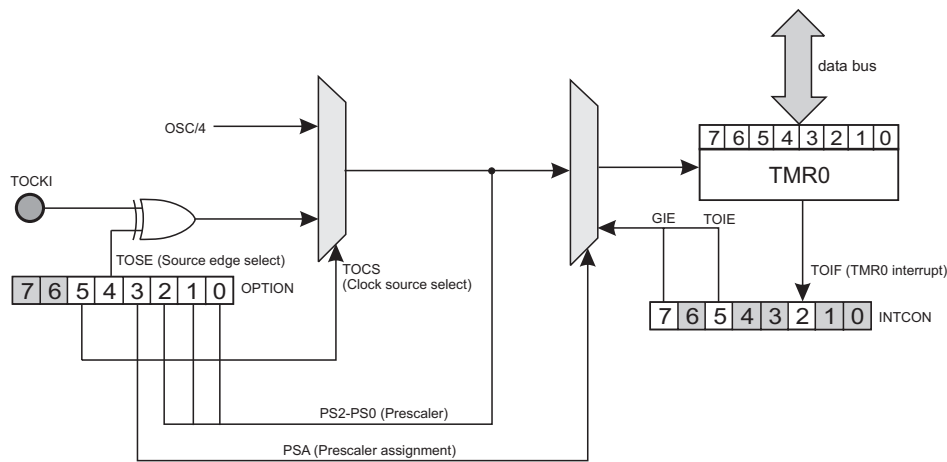 data bus
OSC/4
7 6 5 4 3 2 1 0
TMR0
TOCKI
GIE TOIE
TOSE (Source edge select)
TOCS
(Clock source select)
TOIF (TMR0 interrupt)
7 6 5 4 3 2 1 0 OPTION
7 6 5 4 3 2 1 0 INTCON
PS2-PS0 (Prescaler)
PSA (Prescaler assignment)